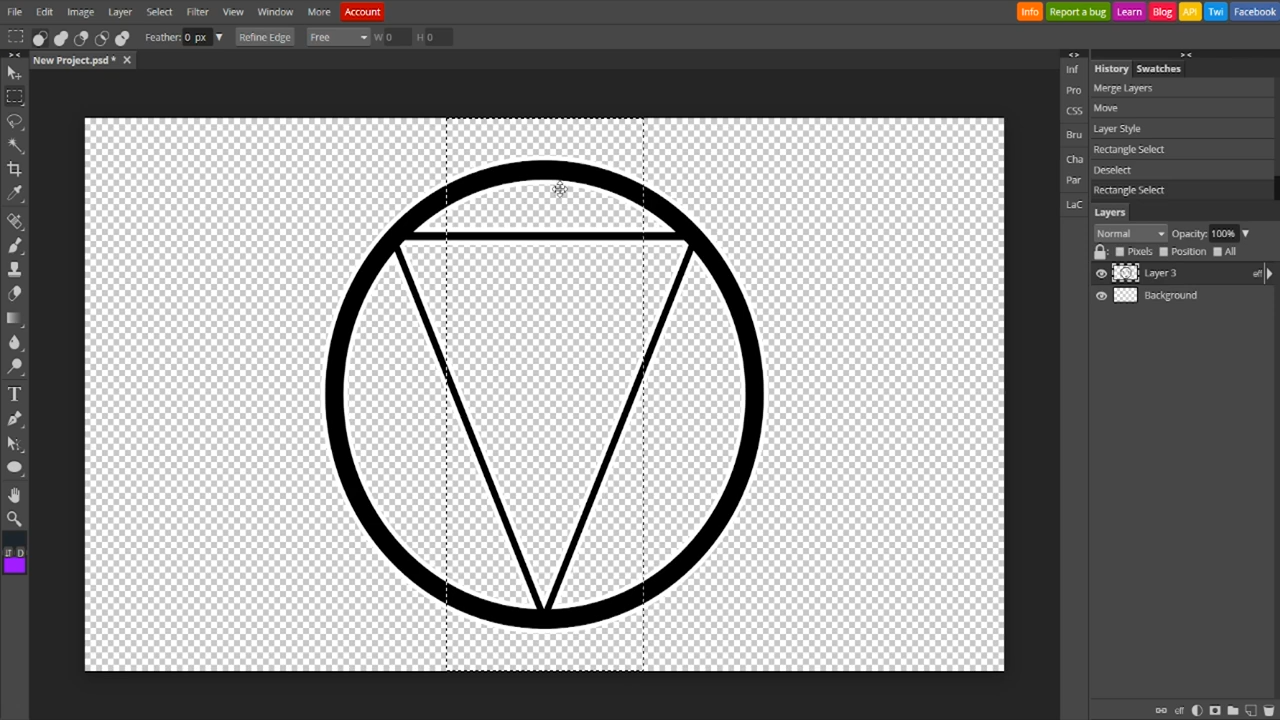 File Edit Image Layer Select Filter View Window More Account Info Report a bug Learn Blog API Twi Facebook
Feather: 0 px Refine Edge Free W 0 H 0
New Project.psd * ×
Inf
Pro
CSS
Bru
Cha
Par
LaC
History Swatches
Merge Layers
Move
Layer Style
Rectangle Select
Deselect
Rectangle Select
Layers
Normal Opacity: 100%
Pixels Position All
Layer 3 eff
Background
T
D
eff